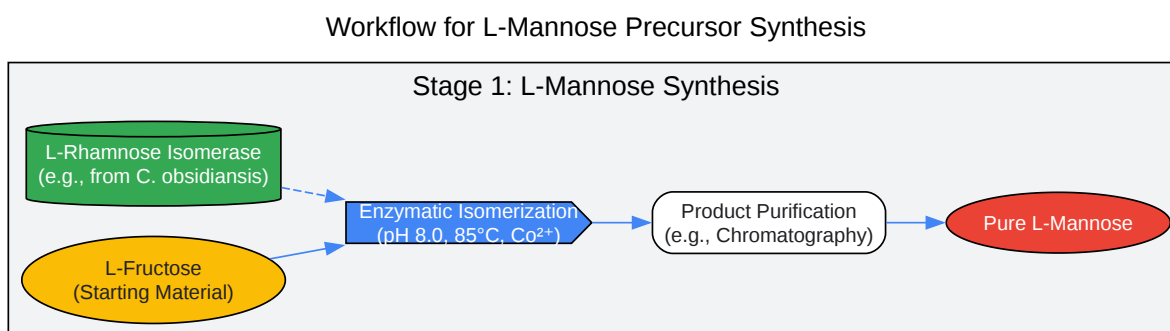 Workflow for L-Mannose Precursor Synthesis
Stage 1: L-Mannose Synthesis
L-Rhamnose Isomerase
(e.g., from C. obsidiansis)
L-Fructose
(Starting Material)
Enzymatic Isomerization
(pH 8.0, 85°C, Co²⁺)
Product Purification
(e.g., Chromatography)
Pure L-Mannose